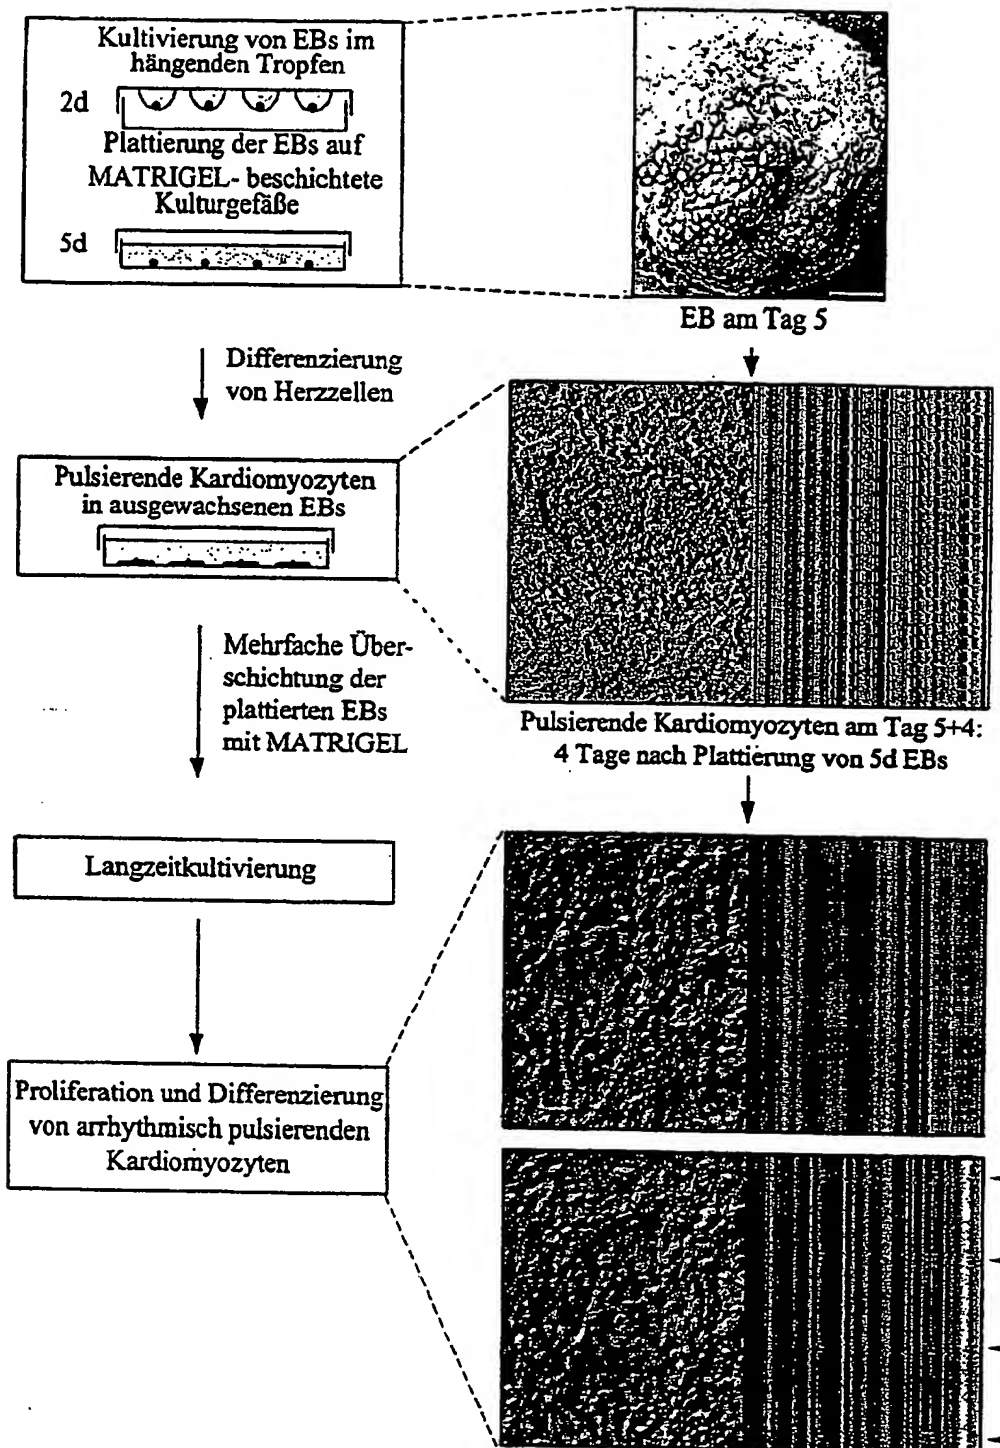 Kultivierung von EBs im
hängenden Tropfen
2d
Plattierung der EBs auf
MATRIGEL- beschichtete
Kulturgefäße
5d
EB am Tag 5
Differenzierung
von Herzzellen
Pulsierende Kardiomyozyten
in ausgewachsenen EBs
Mehrfache Über-
schichtung der
plattierten EBs
mit MATRIGEL
Pulsierende Kardiomyozyten am Tag 5+4:
4 Tage nach Plattierung von 5d EBs
Langzeitkultivierung
Proliferation und Differenzierung
von arrhythmisch pulsierenden
Kardiomyozyten